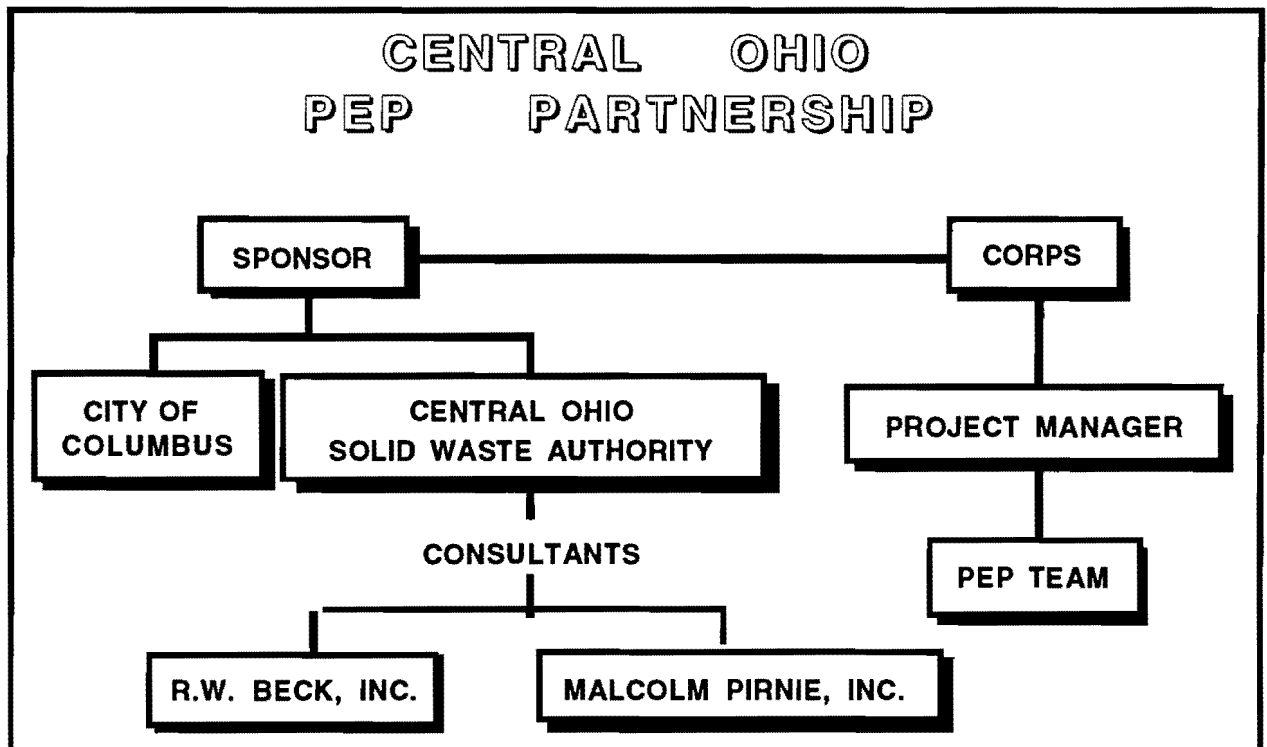 CENTRAL OHIO
PEP PARTNERSHIP
SPONSOR
CORPS
CITY OF
COLUMBUS
CENTRAL OHIO
SOLID WASTE AUTHORITY
PROJECT MANAGER
CONSULTANTS
PEP TEAM
R.W. BECK, INC.
MALCOLM PIRNIE, INC.